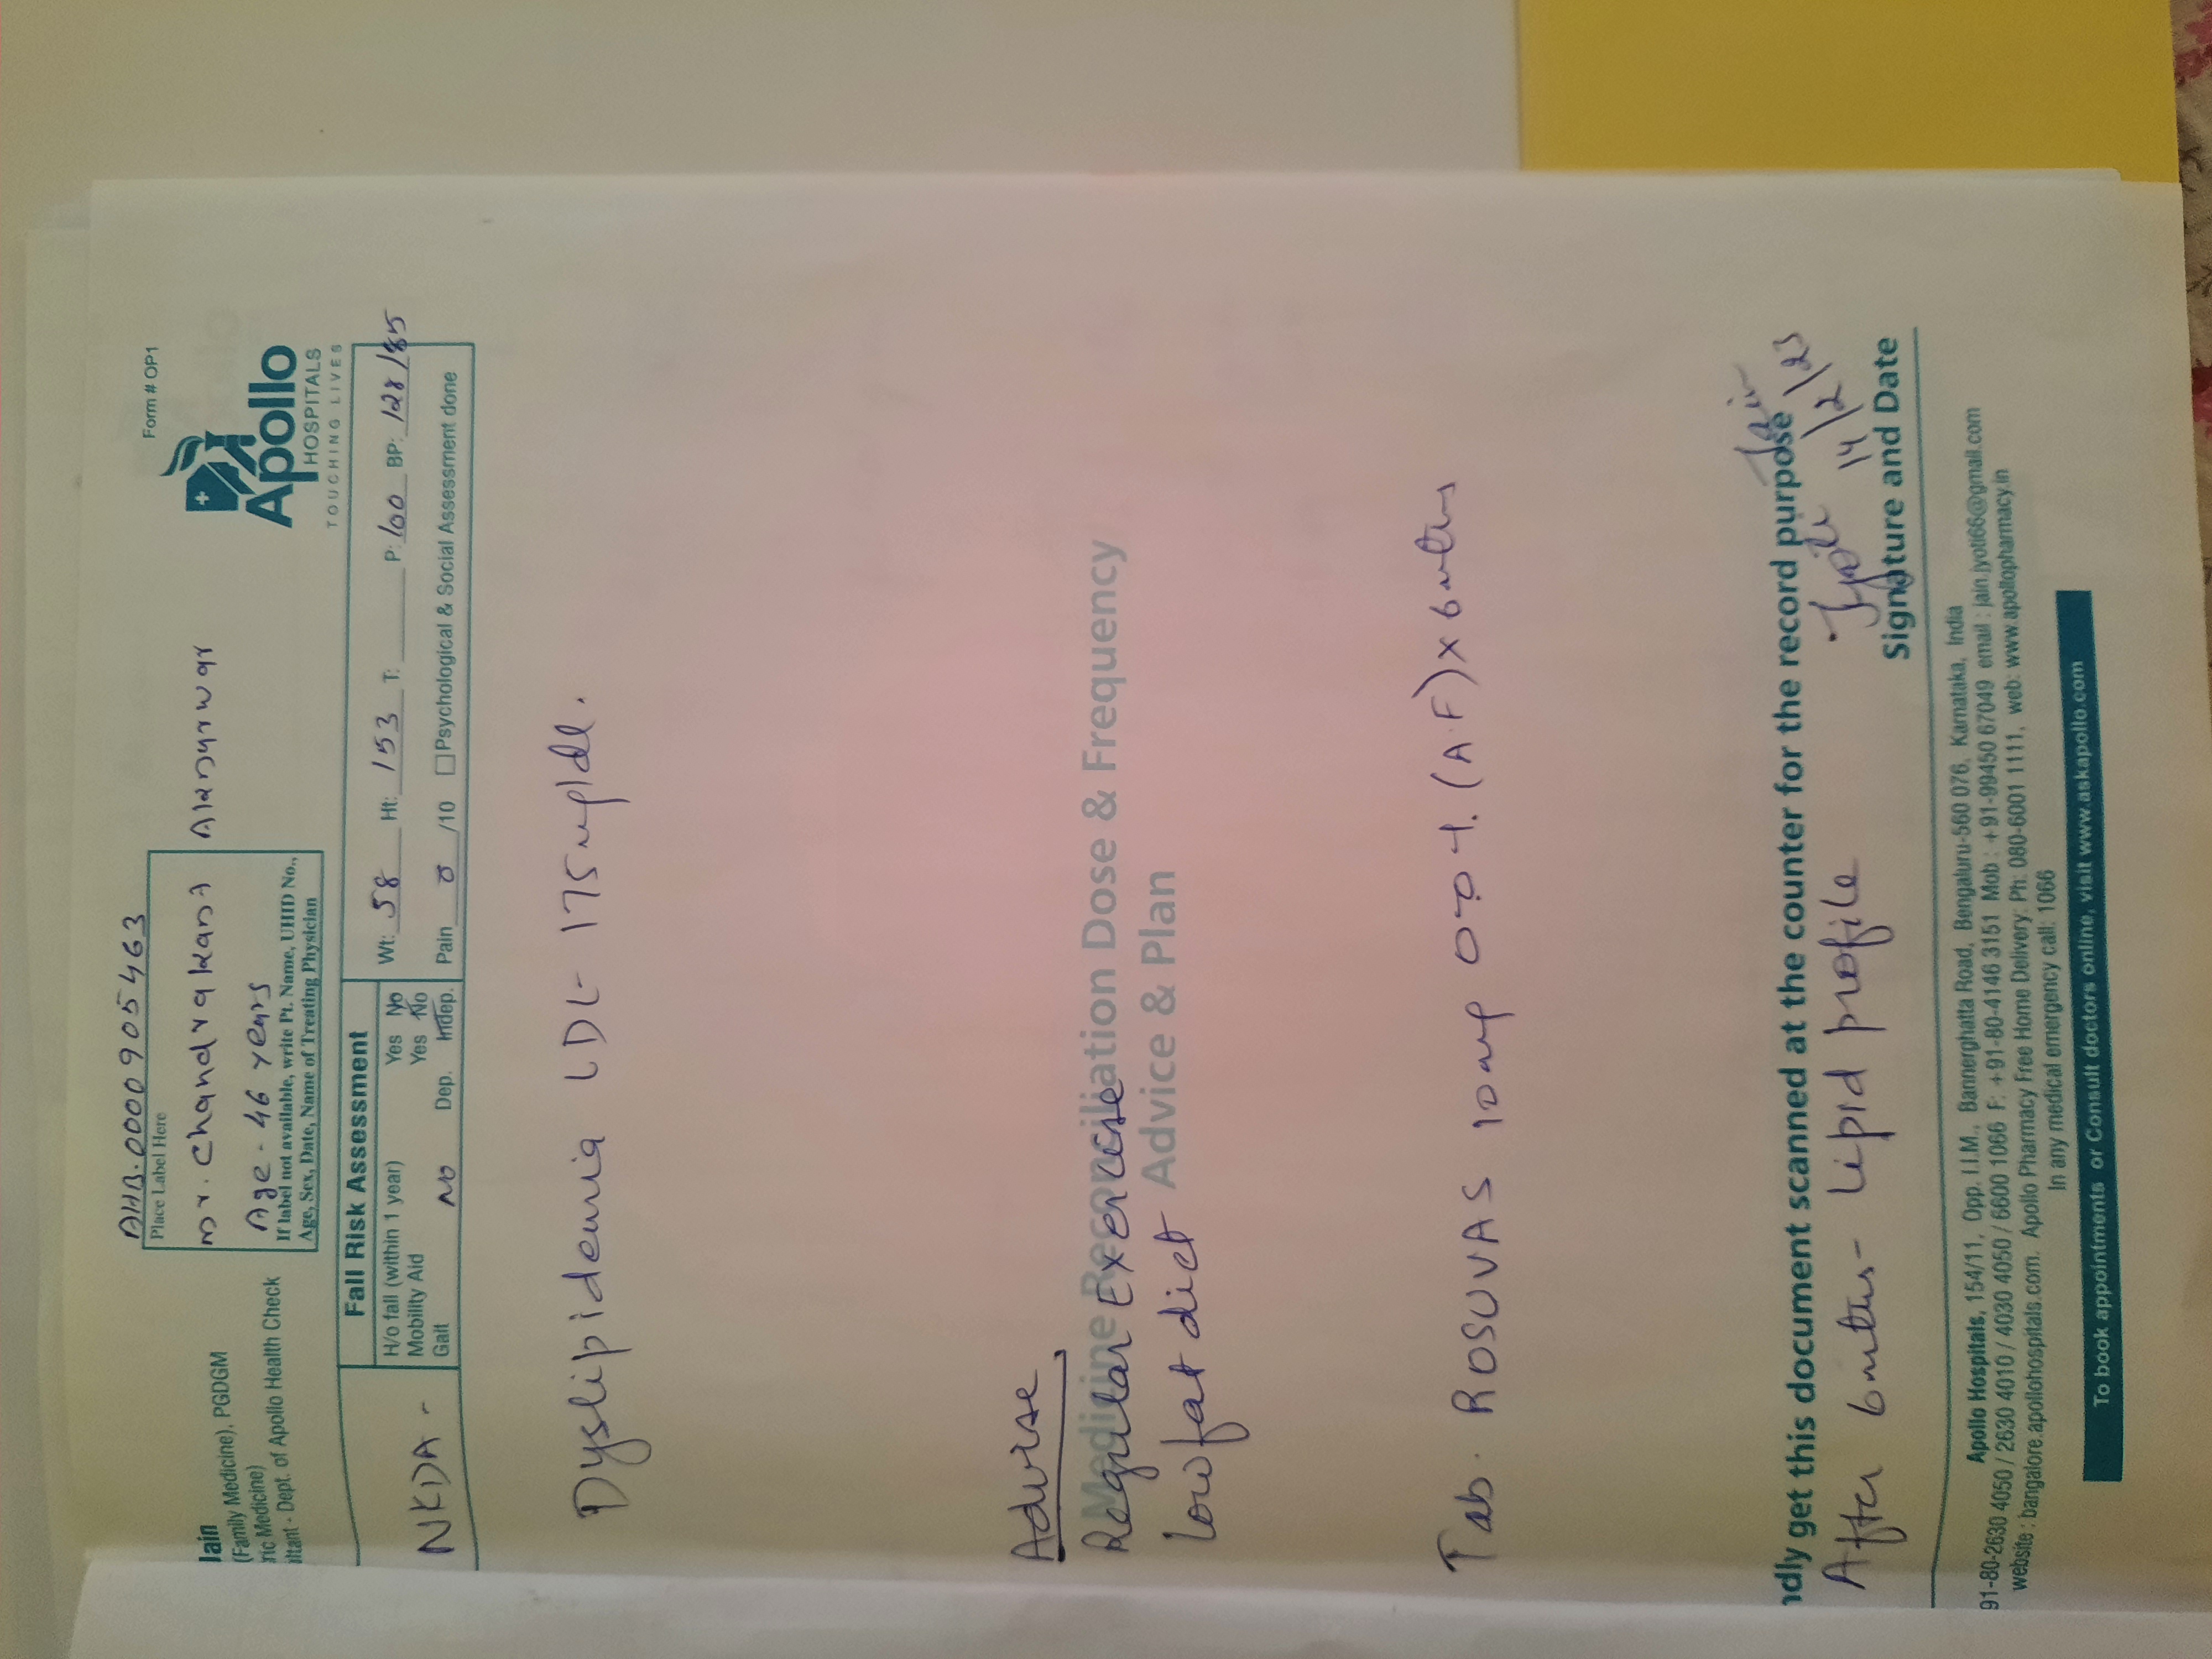 AHB.0000905463
Place Label Here
Form # OP1
Jain
(Family Medicine), PGDGM
ric Medicine)
ultant - Dept. of Apollo Health Check
Mr. Chandrakant
Age - 46 years
If label not available, write Pt. Name, UHID No.,
Age, Sex, Date, Name of Treating Physician
Apollo
HOSPITALS
TOUCHING LIVES
NKDA -
Fall Risk Assessment
H/o fall (within 1 year) Yes No
Mobility Aid Yes No
Gait NO Dep. Indep.
Wt: 58 Ht: 153 T: P: 100 BP: 128/85
Pain 0 /10 Psychological & Social Assessment done
Dyslipidemia LDL 175mg/dl.
Advise
Medicine Reconciliation Dose & Frequency
Regular Exercise
Advice & Plan
Low fat diet
Tab. ROSUVAS 10mg 0-0-1. (A.F) x 6 mths
ndly get this document scanned at the counter for the record purpose
After 6 mths - lipid profile
Jyoti Jain
14/2/23
Signature and Date
Apollo Hospitals, 154/11, Opp. I.I.M., Bannerghatta Road, Bengaluru-560 076, Karnataka, India
91-80-2630 4050 / 2630 4010 / 4030 4050 / 6600 1066 F: +91-80-4146 3151 Mob : +91-99450 67049 email : jain.jyoti66@gmail.com
website : bangalore.apollohospitals.com. Apollo Pharmacy Free Home Delivery: Ph: 080-6001 1111, web: www.apollopharmacy.in
In any medical emergency call: 1066
To book appointments or Consult doctors online, visit www.askapollo.com